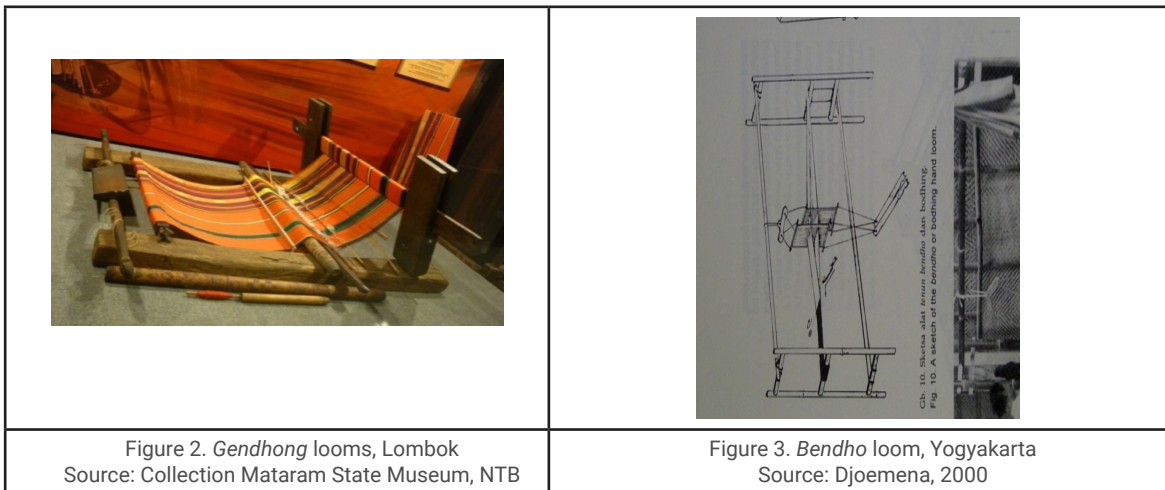 Gb. 10. Sketsa alat tenun bendho dan bodhing.
Fig. 10. A sketch of the bendho or bodhing hand loom.
Figure 2. Gendhong looms, Lombok
Source: Collection Mataram State Museum, NTB
Figure 3. Bendho loom, Yogyakarta
Source: Djoemena, 2000